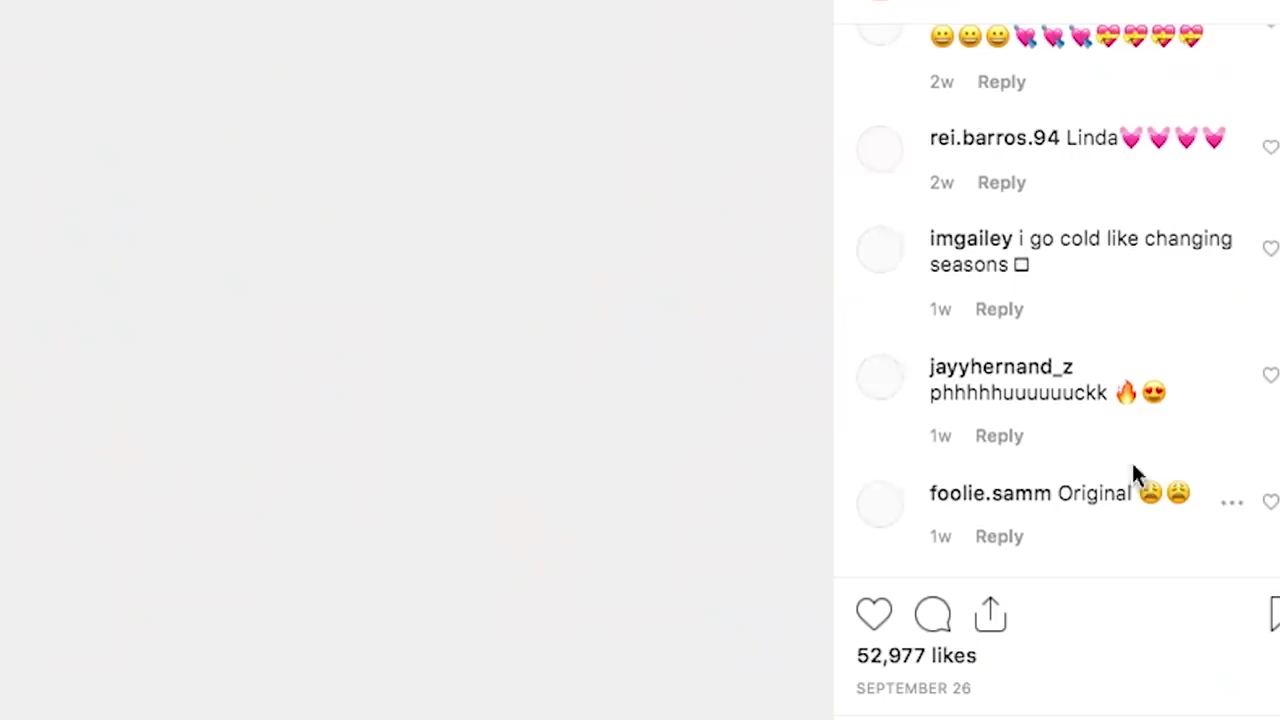 😀😀😀💘💘💘💝💝💝💝
2w Reply
rei.barros.94 Linda💓💓💓💓
2w Reply
imgailey i go cold like changing
seasons □
1w Reply
jayyhernand_z
phhhhhuuuuuuckk 🔥😍
1w Reply
foolie.samm Original 😩😩
1w Reply
52,977 likes
SEPTEMBER 26